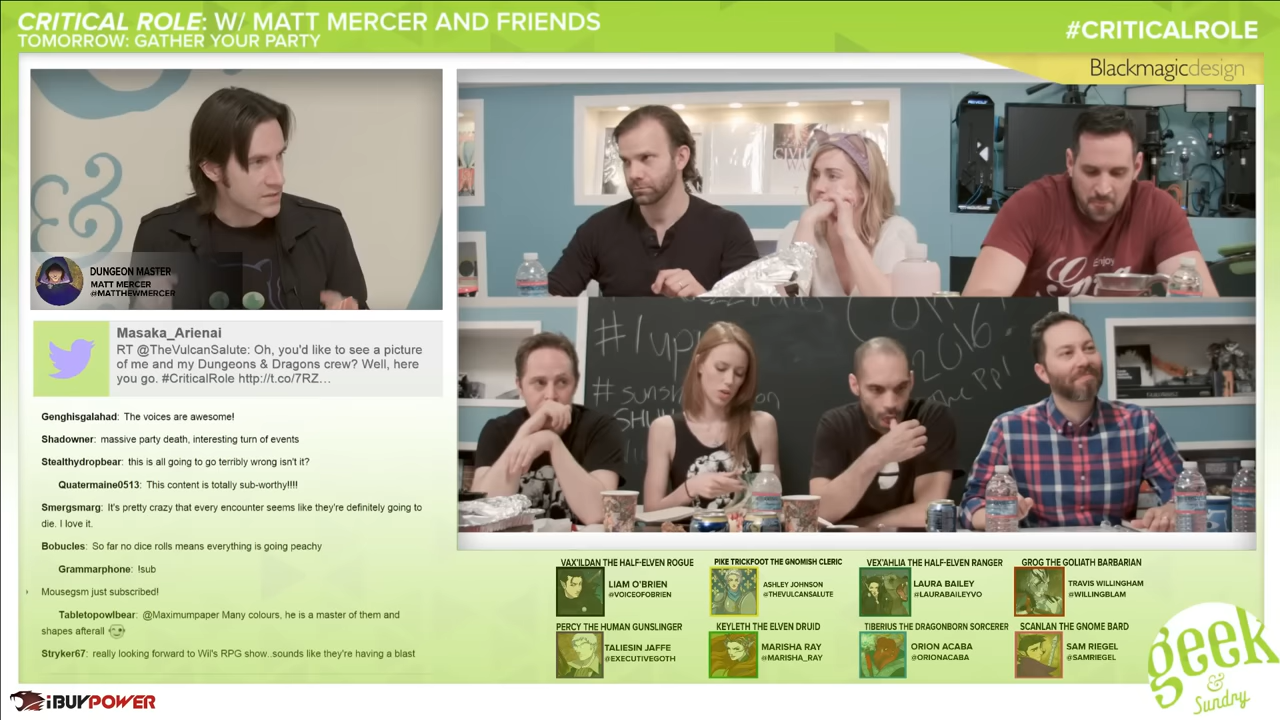 CRITICAL ROLE: W/ MATT MERCER AND FRIENDS
TOMORROW: GATHER YOUR PARTY
#CRITICALROLE
Blackmagicdesign
DUNGEON MASTER
MATT MERCER
@MATTHEWMERCER
Masaka_Arienai
RT @TheVulcanSalute: Oh, you'd like to see a picture
of me and my Dungeons & Dragons crew? Well, here
you go. #CriticalRole http://t.co/7RZ…
Genghisgalahad: The voices are awesome!
Shadowner: massive party death, interesting turn of events
Stealthydropbear: this is all going to go terribly wrong isn't it?
Quatermaine0513: This content is totally sub-worthy!!!!
Smergsmarg: It's pretty crazy that every encounter seems like they're definitely going to
die. I love it.
Bobucles: So far no dice rolls means everything is going peachy
Grammarphone: !sub
Mousegsm just subscribed!
Tabletopowlbear: @Maximumpaper Many colours, he is a master of them and
shapes afterall
Stryker67: really looking forward to Wil's RPG show..sounds like they're having a blast
CIVIL
WAR
Enjoy
#
#suns
2016
VAX'ILDAN THE HALF-ELVEN ROGUE
LIAM O'BRIEN
@VOICEOFOBRIEN
PIKE TRICKFOOT THE GNOMISH CLERIC
ASHLEY JOHNSON
@THEVULCANSALUTE
VEX'AHLIA THE HALF-ELVEN RANGER
LAURA BAILEY
@LAURABAILEYVO
GROG THE GOLIATH BARBARIAN
TRAVIS WILLINGHAM
@WILLINGBLAM
PERCY THE HUMAN GUNSLINGER
TALIESIN JAFFE
@EXECUTIVEGOTH
KEYLETH THE ELVEN DRUID
MARISHA RAY
@MARISHA_RAY
TIBERIUS THE DRAGONBORN SORCERER
ORION ACABA
@ORIONACABA
SCANLAN THE GNOME BARD
SAM RIEGEL
@SAMRIEGEL
geek
&
Sundry
iBUYPOWER